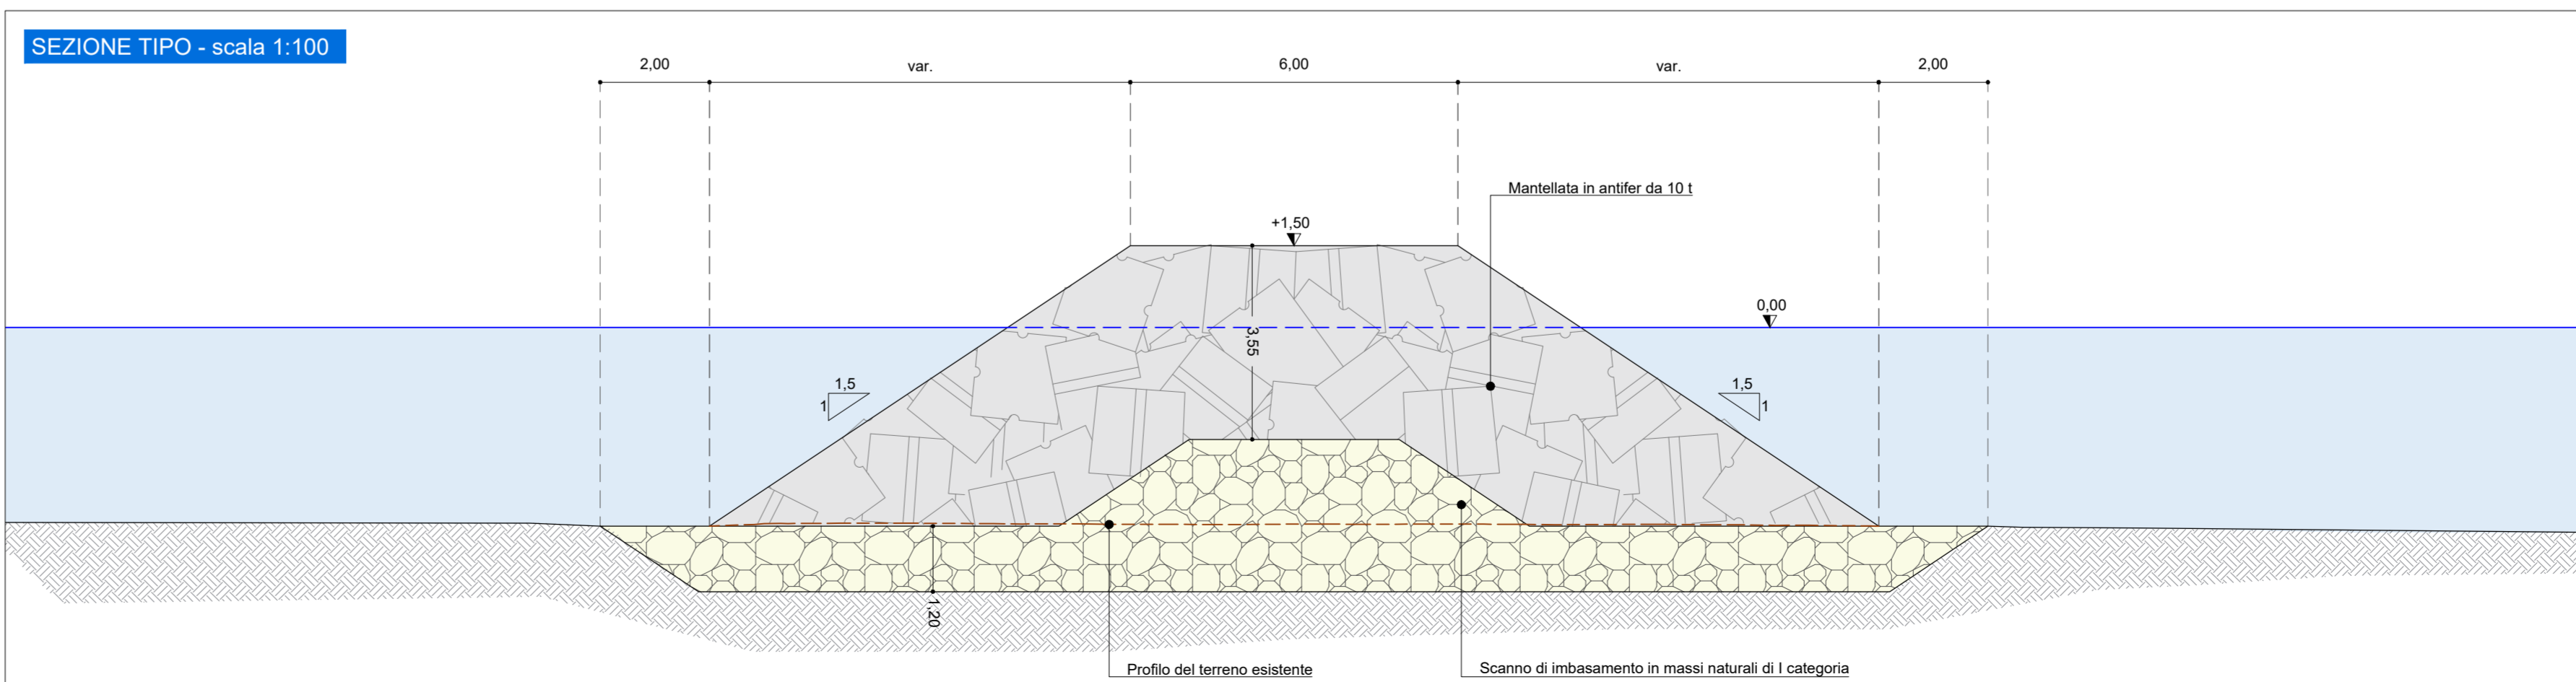 SEZIONE TIPO - scala 1:100
2,00
var.
6,00
var.
2,00
Mantellata in antifer da 10 t
+1,50
0,00
3,55
1,5
1
1,5
1
1,20
Profilo del terreno esistente
Scanno di imbasamento in massi naturali di I categoria